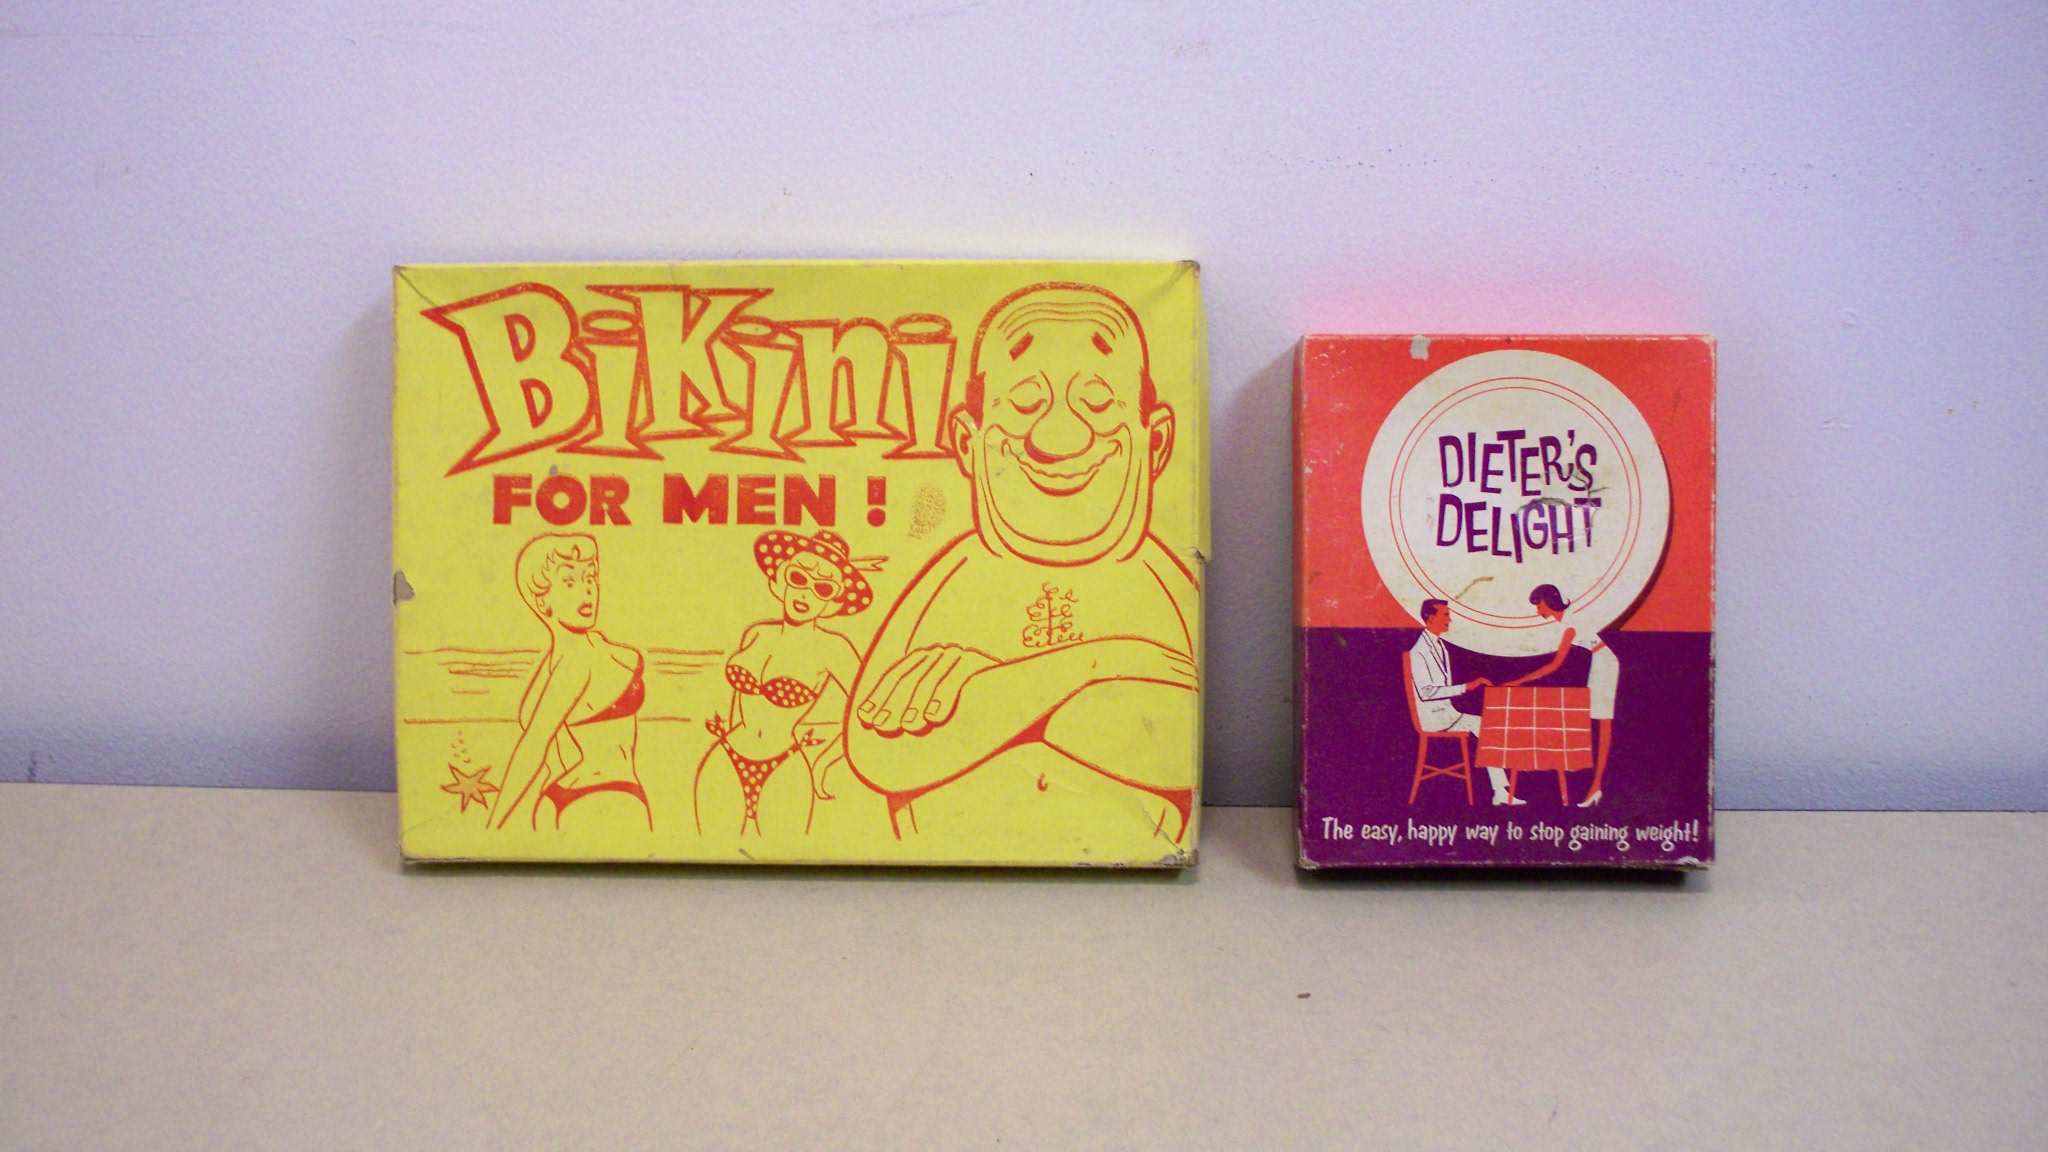 BiKini
FOR MEN!
DIETER'S
DELIGHT
The easy, happy way to stop gaining weight!